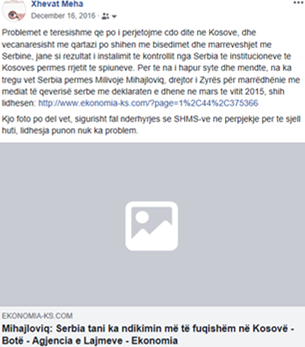 Xhevat Meha
December 16, 2016 ·
Problemet e teresishme qe po i perjetojme cdo dite ne Kosove, dhe
vecanaresisht me qartazi po shihen me bisedimet dhe marreveshjet me
Serbine, jane si rezultat i instalimit te kontrollit nga Serbia te institucioneve te
Kosoves permes rrjetit te spiuneve. Per te na i hapur syte dhe mendte, na ka
tregu vet Serbia permes Milivoje Mihajloviq, drejtor i Zyrës për marrëdhënie me
mediat të qeverisë serbe me deklaraten e dhene ne mars te vitit 2015, shih
lidhesen: http://www.ekonomia-ks.com/?page=1%2C44%2C375366
Kjo foto po del vet, sigurisht fal nderhyrjes se SHMS-ve ne perpjekje per te sjell
huti, lidhesja punon nuk ka problem.
EKONOMIA-KS.COM
Mihajloviq: Serbia tani ka ndikimin më të fuqishëm në Kosovë -
Botë - Agjencia e Lajmeve - Ekonomia